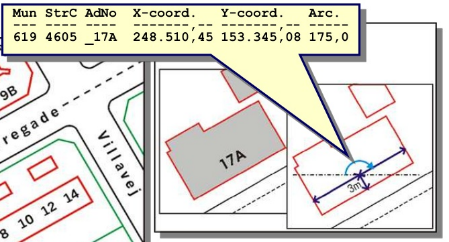 Mun StrC AdNo X-coord. Y-coord. Arc.
619 4605 _17A 248.510,45 153.345,08 175,0
9B
regade
Villavej
17A
3m
8 10 12 14